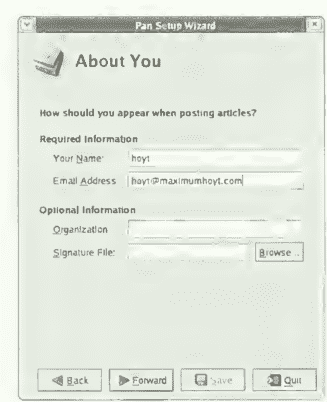 Pan Setup Wizard
About You
How should you appear when posting articles?
Required Information
Your Name: hoyt
Email Address hoyt@maximumhoyt.com
Optional Information
Organization
Signature File: Browse ..
Back Forward Save Quit